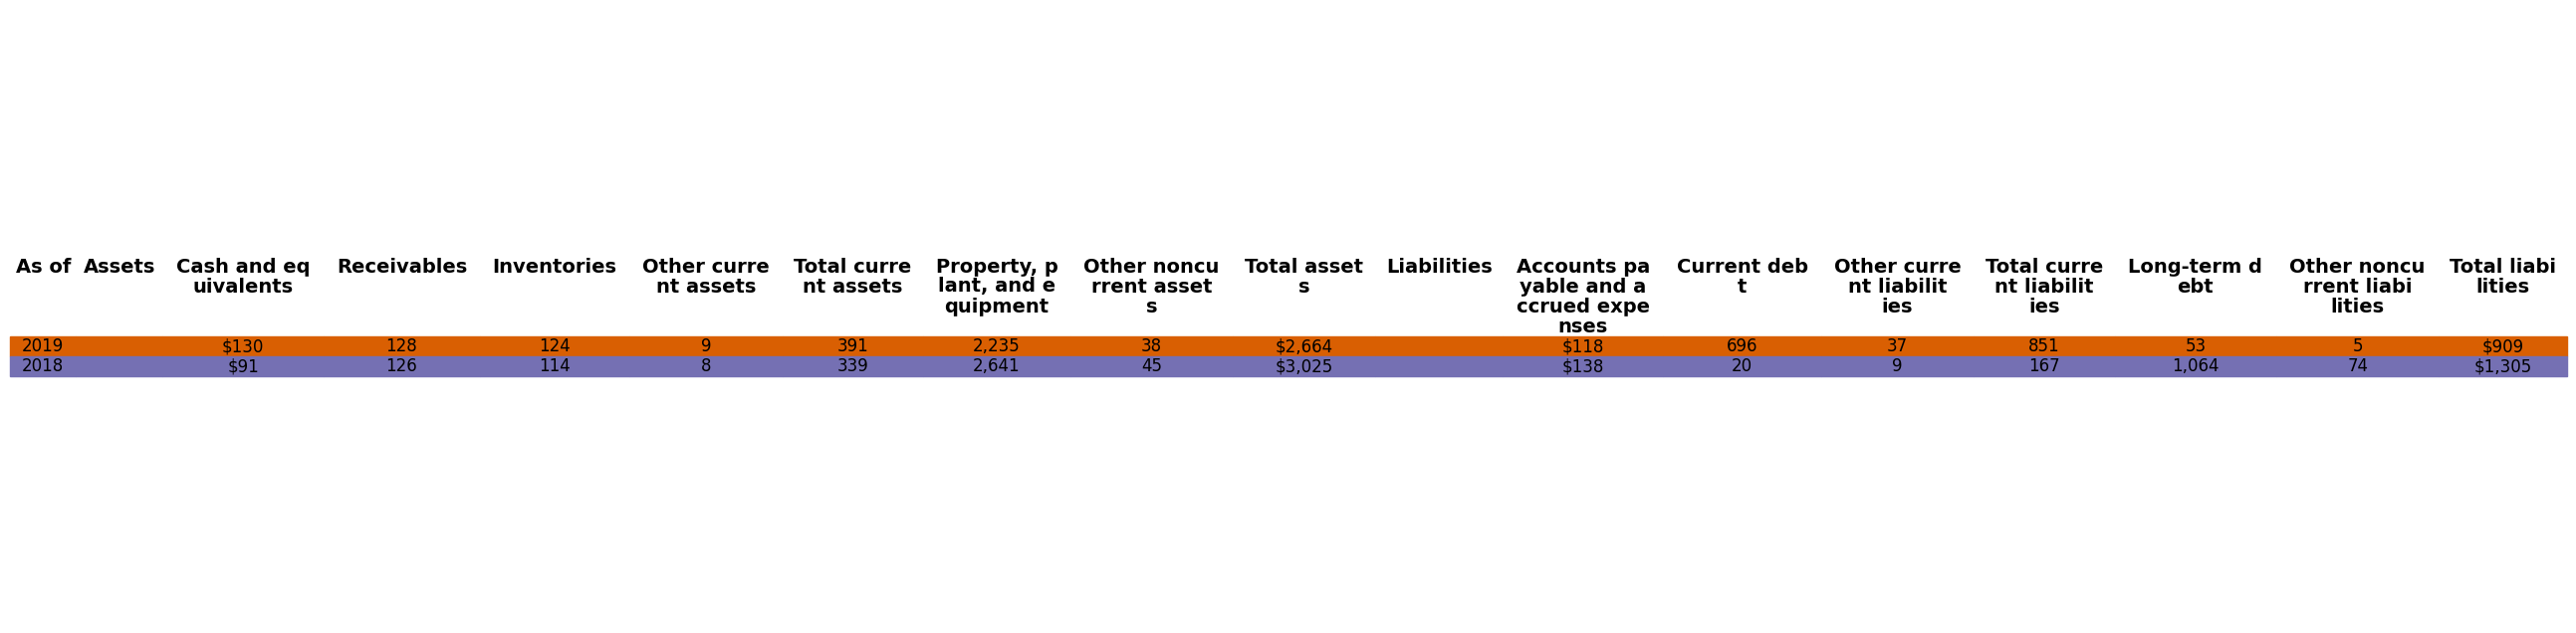 As of Assets Cash and eq Receivables Inventories Other curre Total curre Property, p Other noncu Total asset Liabilities Accounts pa Current deb Other curre Total curre Long-term d Other noncu Total liabi
uivalents nt assets nt assets lant, and e rrent asset s yable and a t nt liabilit nt liabilit ebt rrent liabi lities
quipment s ccrued expe ies ies lities
nses
2019 $130 128 124 9 391 2,235 38 $2,664 $118 696 37 851 53 5 $909
2018 $91 126 114 8 339 2,641 45 $3,025 $138 20 9 167 1,064 74 $1,305